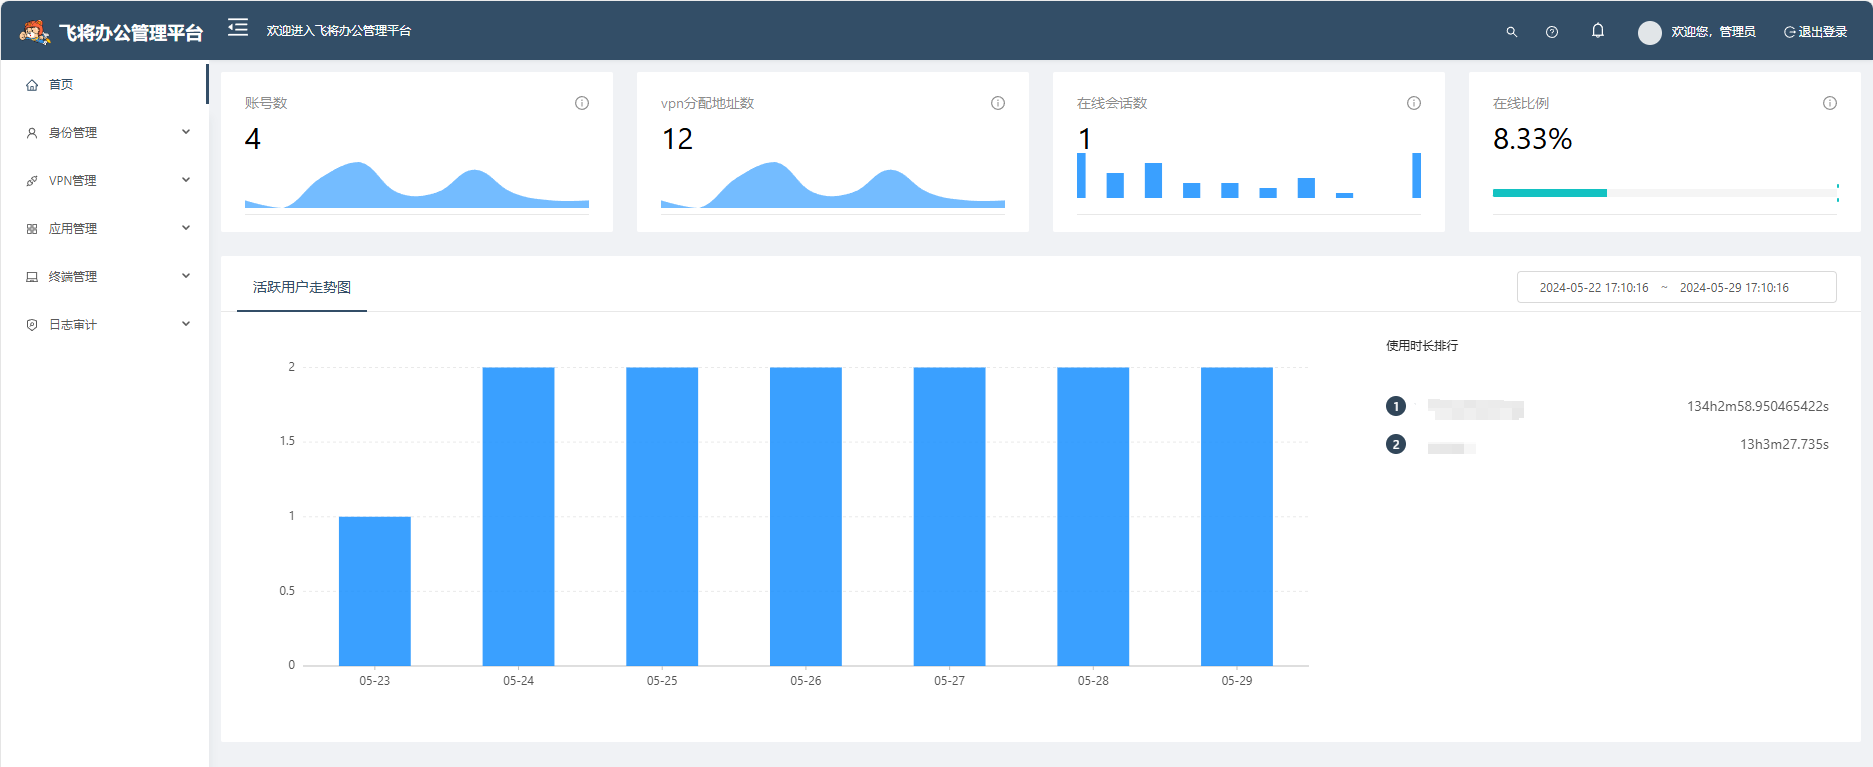 飞将办公管理平台
欢迎进入飞将办公管理平台
欢迎您，管理员
退出登录
首页
身份管理
VPN管理
应用管理
终端管理
日志审计
账号数
4
vpn分配地址数
12
在线会话数
1
在线比例
8.33%
活跃用户走势图
2024-05-22 17:10:16 ~ 2024-05-29 17:10:16
2
1.5
1
0.5
0
05-23 05-24 05-25 05-26 05-27 05-28 05-29
使用时长排行
1 134h2m58.950465422s
2 13h3m27.735s